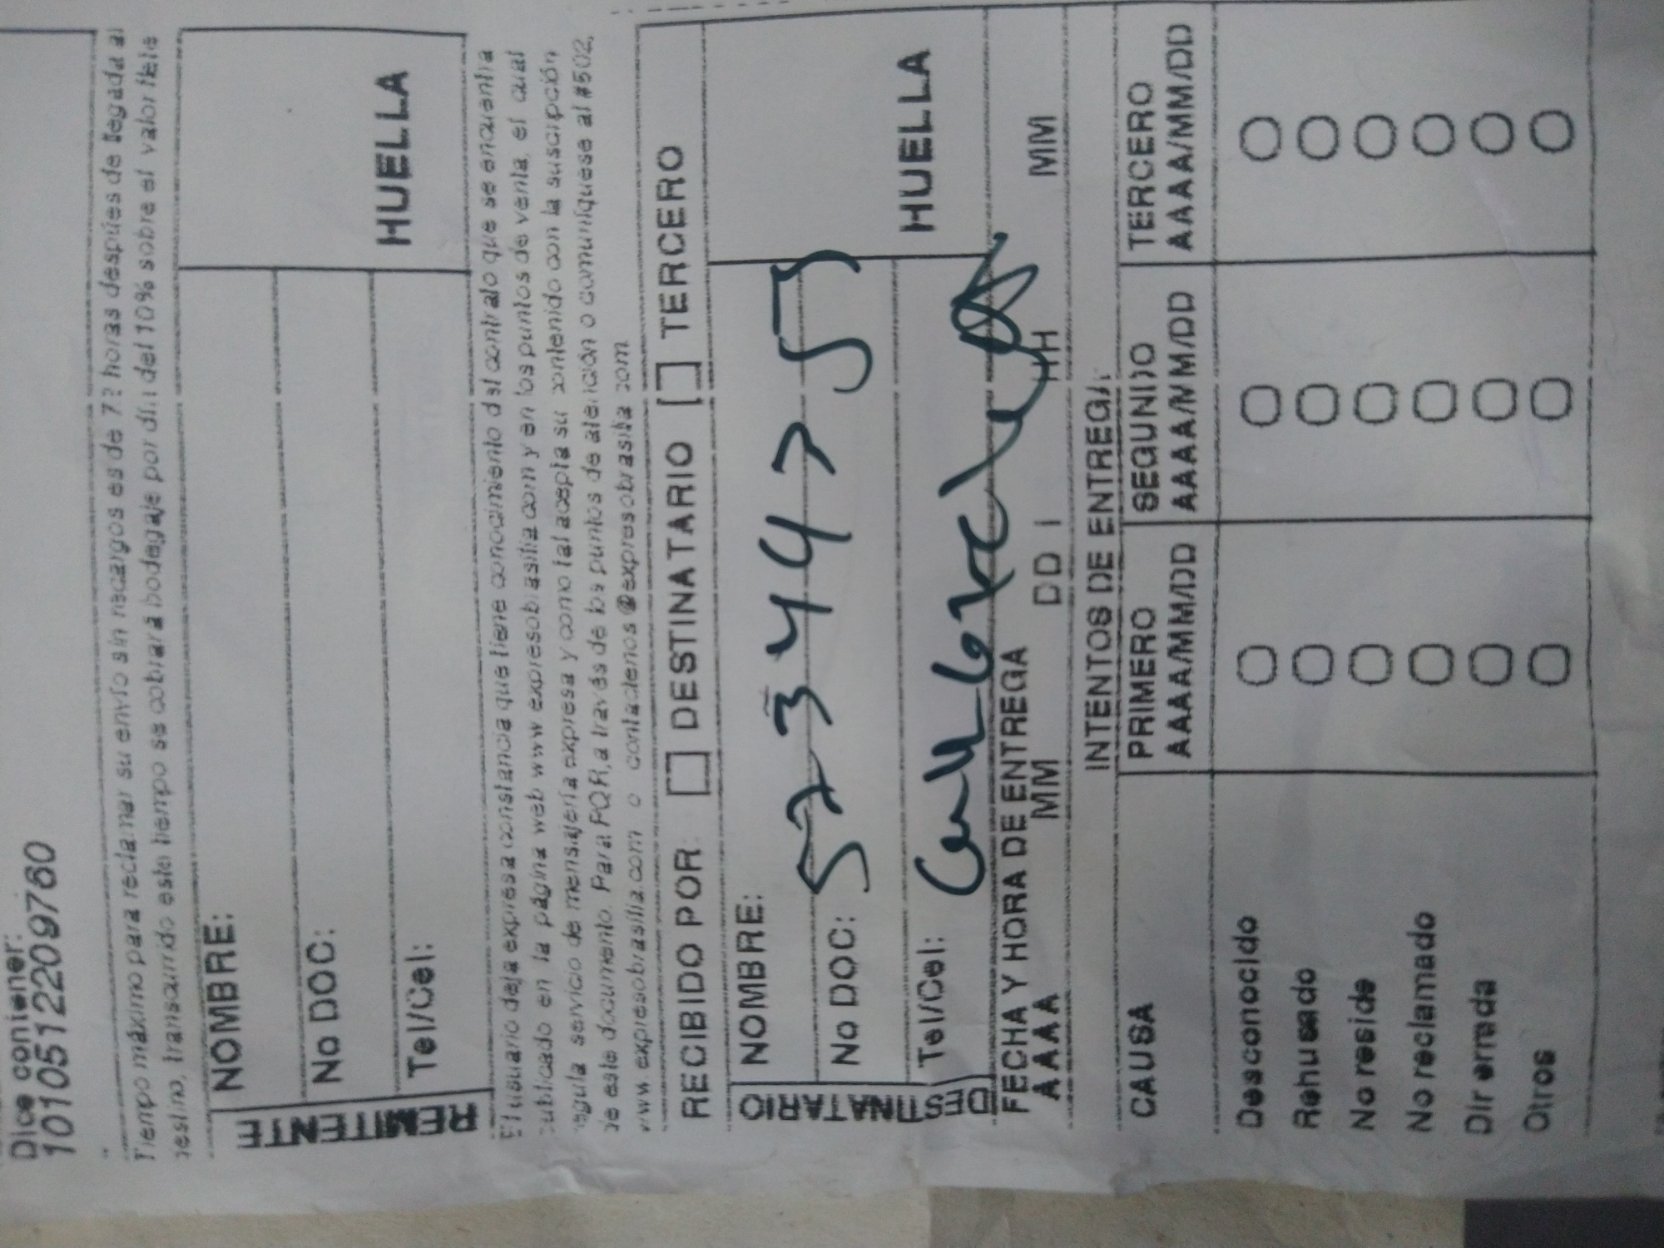 Dice contener:
1010512209760
Tiempo máximo para reclamar su envío sin recargos es de 72 horas después de llegada al
destino, transcurrido este tiempo se cobrará bodegaje por día del 10% sobre el valor flete
REMITENTE
NOMBRE:
No DOC:
Tel/Cel:
HUELLA
El usuario deja expresa constancia que tiene conocimiento del contrato que se encuentra
publicado en la página web www expresobrasilia com y en los puntos de venta, el cual
regula servicio de mensajería expresa y como tal acepta su contenido con la suscripción
de este documento. Para PQR, a través de los puntos de atención o comuníquese al #502,
www.expresobrasilia.com o contactenos@expresobrasilia com
RECIBIDO POR [ ] DESTINATARIO [ ] TERCERO
DESTINATARIO
NOMBRE:
No DOC: 57344755
Tel/Cel:
HUELLA
FECHA Y HORA DE ENTREGA
AAAA MM DD HH MM
INTENTOS DE ENTREGA
CAUSA PRIMERO SEGUNDO TERCERO
AAAA/MM/DD AAAA/MM/DD AAAA/MM/DD
Desconocido O O O
Rehusado O O O
No reside O O O
No reclamado O O O
Dir errada O O O
Otros O O O